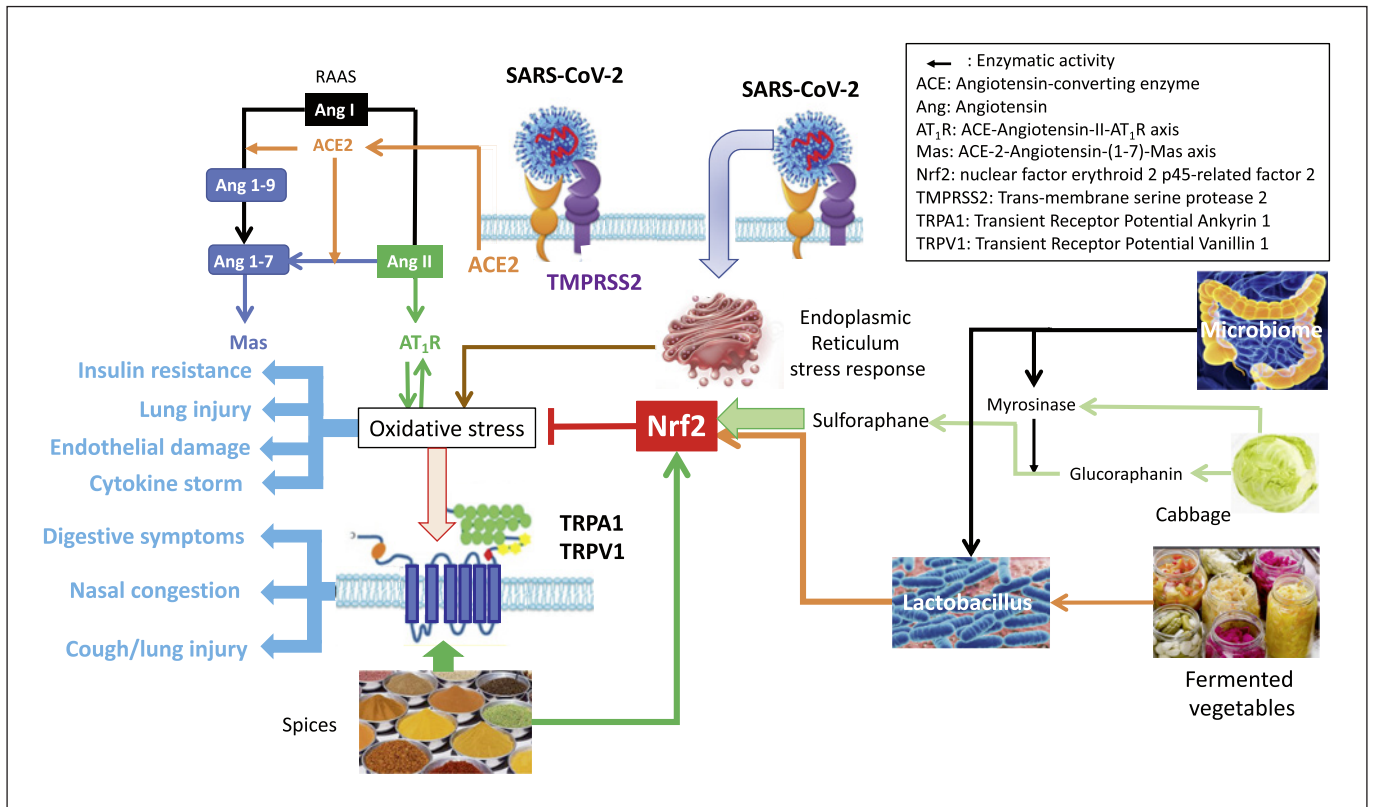 RAAS
Ang I
ACE2
Ang 1-9
Ang 1-7
Ang II
ACE2
Mas
AT₁R
SARS-CoV-2
TMPRSS2
SARS-CoV-2
: Enzymatic activity
ACE: Angiotensin-converting enzyme
Ang: Angiotensin
AT₁R: ACE-Angiotensin-II-AT₁R axis
Mas: ACE-2-Angiotensin-(1-7)-Mas axis
Nrf2: nuclear factor erythroid 2 p45-related factor 2
TMPRSS2: Trans-membrane serine protease 2
TRPA1: Transient Receptor Potential Ankyrin 1
TRPV1: Transient Receptor Potential Vanillin 1
Endoplasmic
Reticulum
stress response
Microbiome
Insulin resistance
Lung injury
Endothelial damage
Cytokine storm
Oxidative stress
Nrf2
Sulforaphane
Myrosinase
Glucoraphanin
Cabbage
Digestive symptoms
Nasal congestion
Cough/lung injury
TRPA1
TRPV1
Lactobacillus
Fermented
vegetables
Spices